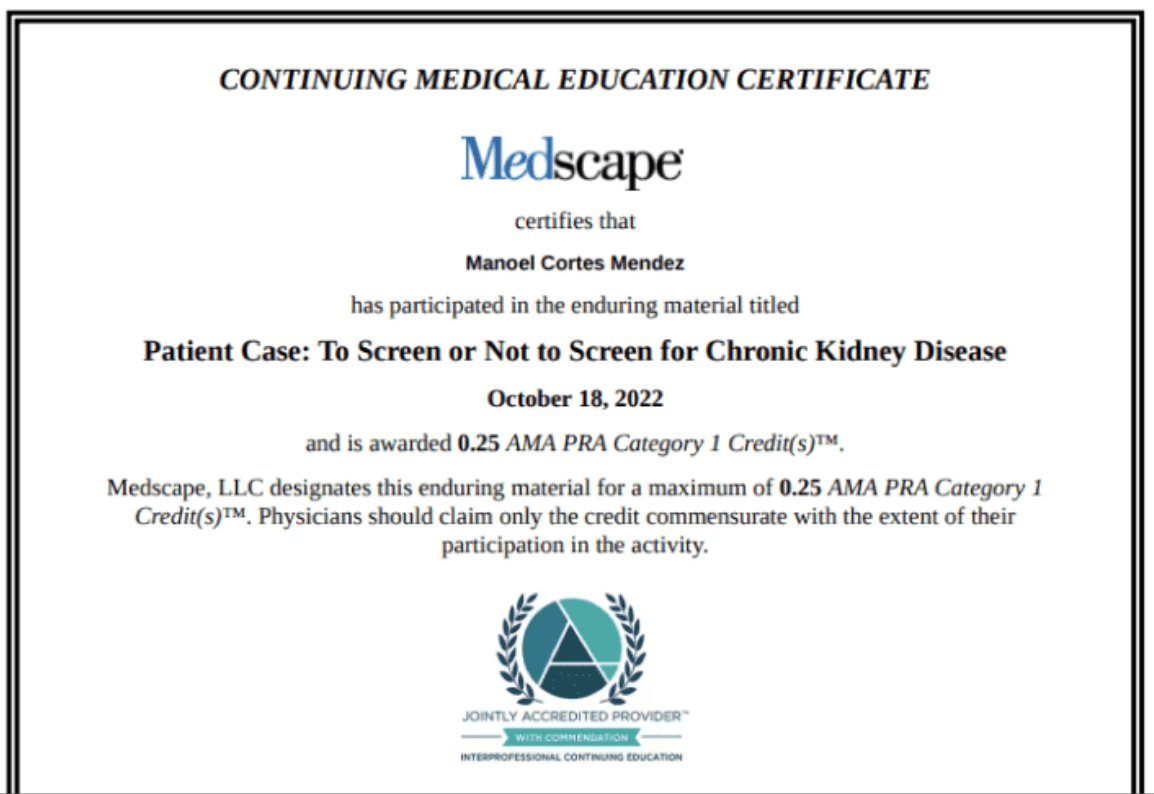 CONTINUING MEDICAL EDUCATION CERTIFICATE
Medscape
certifies that
Manoel Cortes Mendez
has participated in the enduring material titled
Patient Case: To Screen or Not to Screen for Chronic Kidney Disease
October 18, 2022
and is awarded 0.25 AMA PRA Category 1 Credit(s)™.
Medscape, LLC designates this enduring material for a maximum of 0.25 AMA PRA Category 1
Credit(s)™. Physicians should claim only the credit commensurate with the extent of their
participation in the activity.
JOINTLY ACCREDITED PROVIDER™
WITH COMMENDATION
INTERPROFESSIONAL CONTINUING EDUCATION